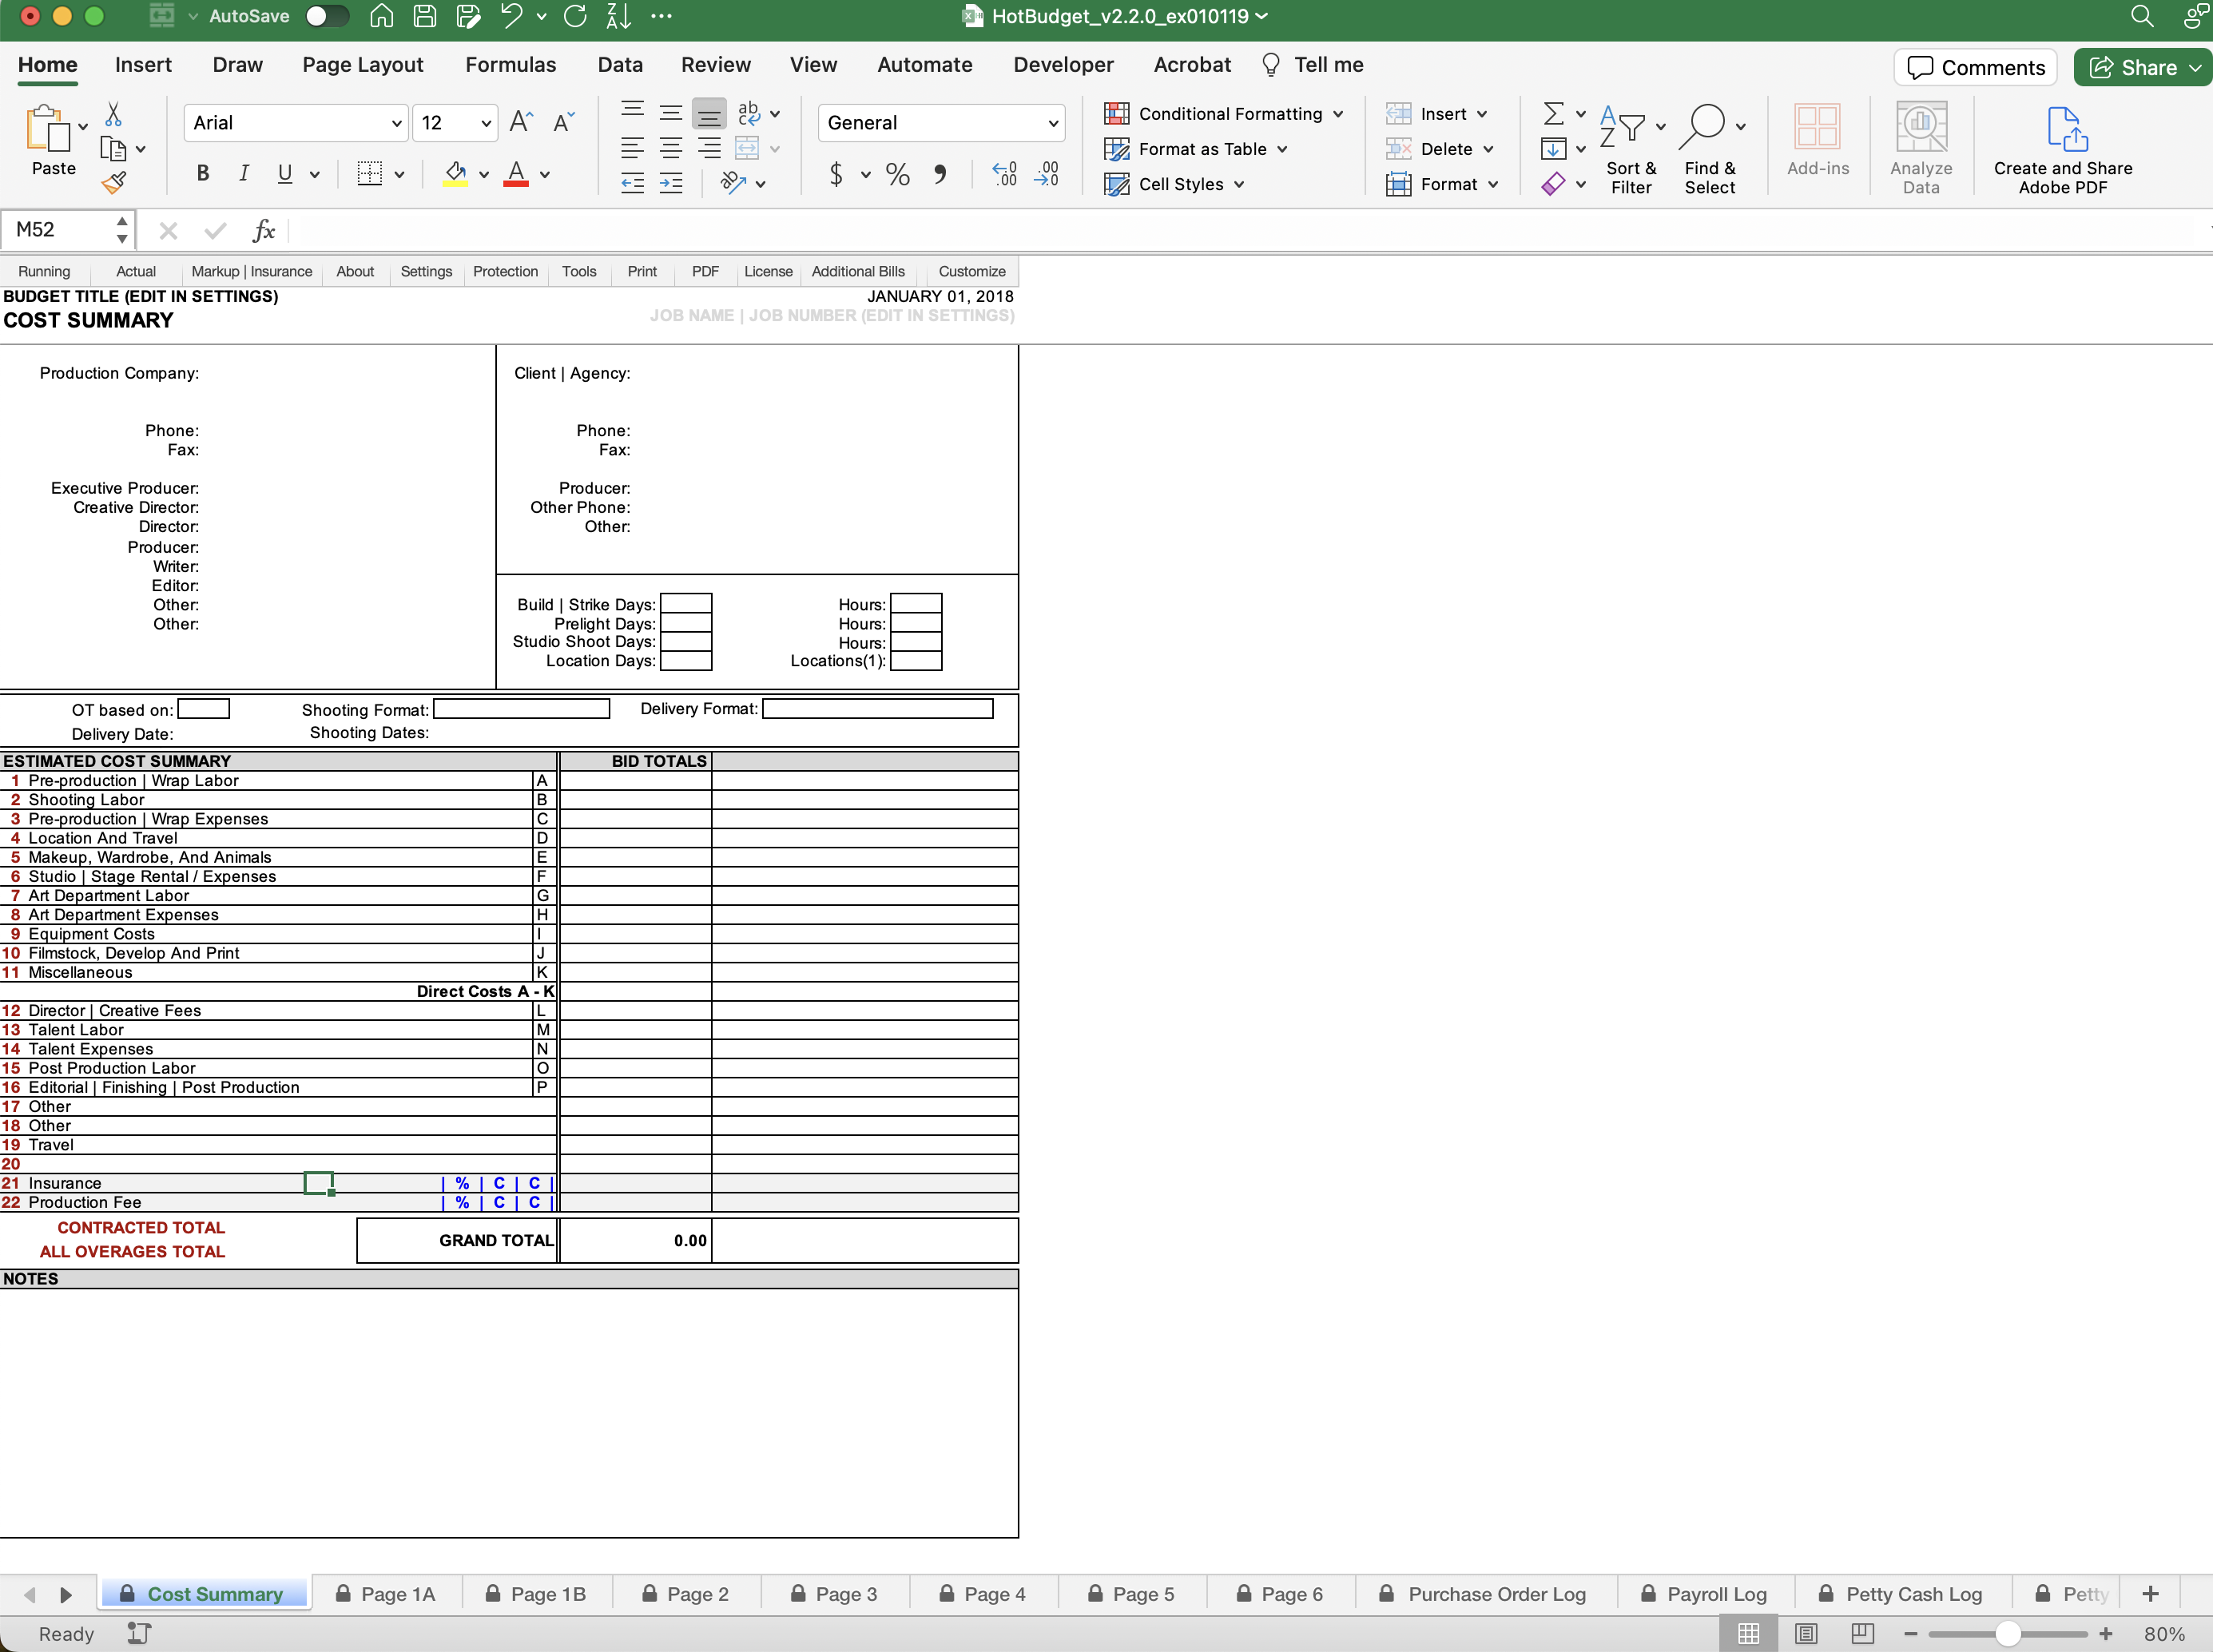 AutoSave
HotBudget_v2.2.0_ex010119
Home Insert Draw Page Layout Formulas Data Review View Automate Developer Acrobat Tell me Comments Share
Paste
Arial 12
B I U
ab
General
$ % 9
Conditional Formatting
Format as Table
Cell Styles
Insert
Delete
Format
Sort & Filter
Find & Select
Add-ins
Analyze Data
Create and Share Adobe PDF
M52 fx
Running Actual Markup | Insurance About Settings Protection Tools Print PDF License Additional Bills Customize
BUDGET TITLE (EDIT IN SETTINGS) JANUARY 01, 2018
COST SUMMARY JOB NAME | JOB NUMBER (EDIT IN SETTINGS)
Production Company: Client | Agency:
Phone: Phone:
Fax: Fax:
Executive Producer: Producer:
Creative Director: Other Phone:
Director: Other:
Producer:
Writer:
Editor:
Other: Build | Strike Days: Hours:
Other: Prelight Days: Hours:
Studio Shoot Days: Hours:
Location Days: Locations(1):
OT based on: Shooting Format: Delivery Format:
Delivery Date: Shooting Dates:
ESTIMATED COST SUMMARY BID TOTALS
1 Pre-production | Wrap Labor A
2 Shooting Labor B
3 Pre-production | Wrap Expenses C
4 Location And Travel D
5 Makeup, Wardrobe, And Animals E
6 Studio | Stage Rental / Expenses F
7 Art Department Labor G
8 Art Department Expenses H
9 Equipment Costs I
10 Filmstock, Develop And Print J
11 Miscellaneous K
Direct Costs A - K
12 Director | Creative Fees L
13 Talent Labor M
14 Talent Expenses N
15 Post Production Labor O
16 Editorial | Finishing | Post Production P
17 Other
18 Other
19 Travel
20
21 Insurance | % | C | C |
22 Production Fee | % | C | C |
CONTRACTED TOTAL
GRAND TOTAL 0.00
ALL OVERAGES TOTAL
NOTES
Cost Summary Page 1A Page 1B Page 2 Page 3 Page 4 Page 5 Page 6 Purchase Order Log Payroll Log Petty Cash Log Petty
Ready 80%